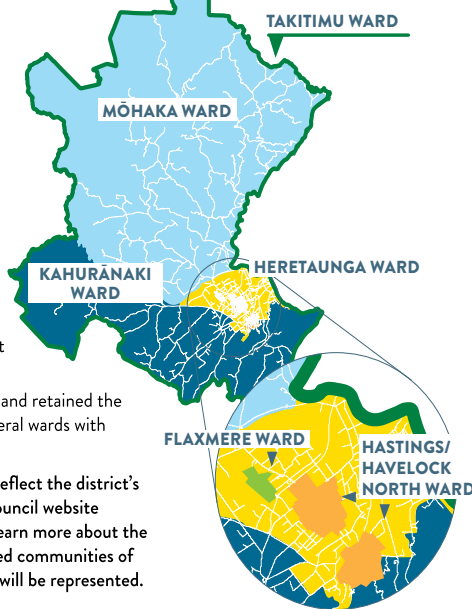 TAKITIMU WARD
MŌHAKA WARD
KAHURĀNAKI
WARD
HERETAUNGA WARD
t
and retained the
eral wards with
FLAXMERE WARD
HASTINGS/
HAVELOCK
NORTH WARD
eflect the district’s
ouncil website
earn more about the
ed communities of
will be represented.